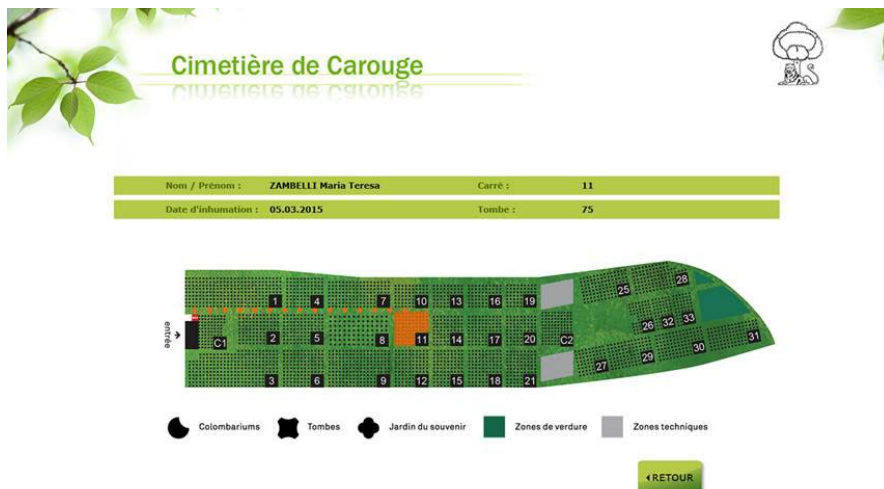 Cimetière de Carouge
Nom / Prénom : ZAMBELLI Maria Teresa Carré : 11
Date d'inhumation : 05.03.2015 Tombe : 75
1 4 7 10 13 16 19 25 28
entrée
C1 2 5 8 11 14 17 20 C2 26 32 33
3 6 9 12 15 18 21 27 29 30 31
Colombariums Tombes Jardin du souvenir Zones de verdure Zones techniques
RETOUR